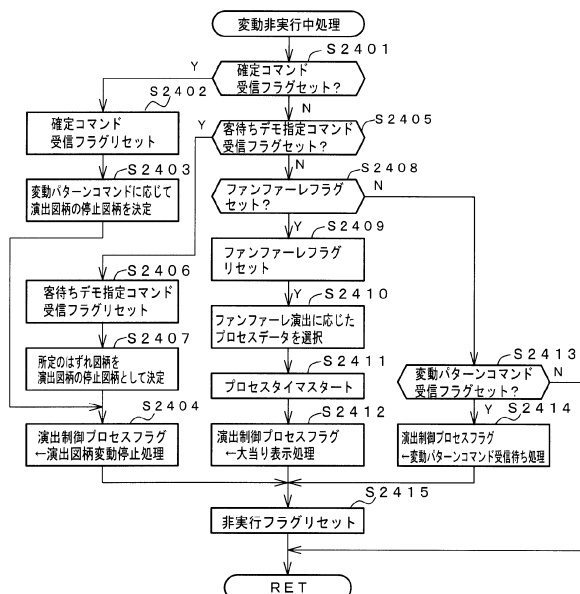 変動非実行中処理
S2401
確定コマンド
受信フラグセット?
Y
N
S2402
確定コマンド
受信フラグリセット
S2403
変動パターンコマンドに応じて
演出図柄の停止図柄を決定
S2405
客待ちデモ指定コマンド
受信フラグセット?
Y
N
S2406
客待ちデモ指定コマンド
受信フラグリセット
S2407
所定のはずれ図柄を
演出図柄の停止図柄として決定
S2404
演出制御プロセスフラグ
←演出図柄変動停止処理
S2408
ファンファーレフラグ
セット?
N
Y
S2409
ファンファーレフラグ
リセット
Y
S2410
ファンファーレ演出に応じた
プロセスデータを選択
S2411
プロセスタイマスタート
S2412
演出制御プロセスフラグ
←大当り表示処理
S2413
変動パターンコマンド
受信フラグセット?
N
Y
S2414
演出制御プロセスフラグ
←変動パターンコマンド受信待ち処理
S2415
非実行フラグリセット
RET